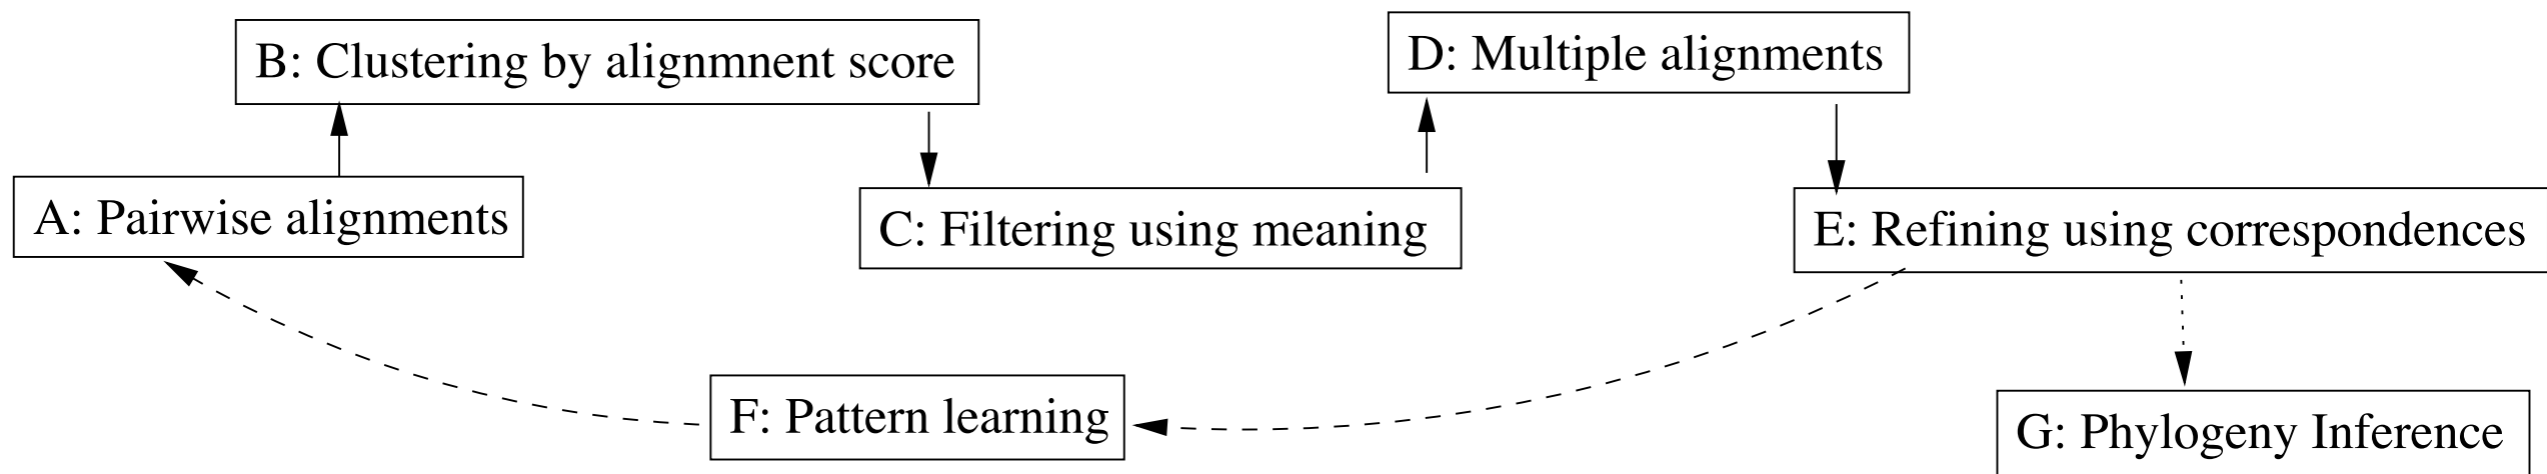 B: Clustering by alignmnent score
D: Multiple alignments
A: Pairwise alignments
C: Filtering using meaning
E: Refining using correspondences
F: Pattern learning
G: Phylogeny Inference